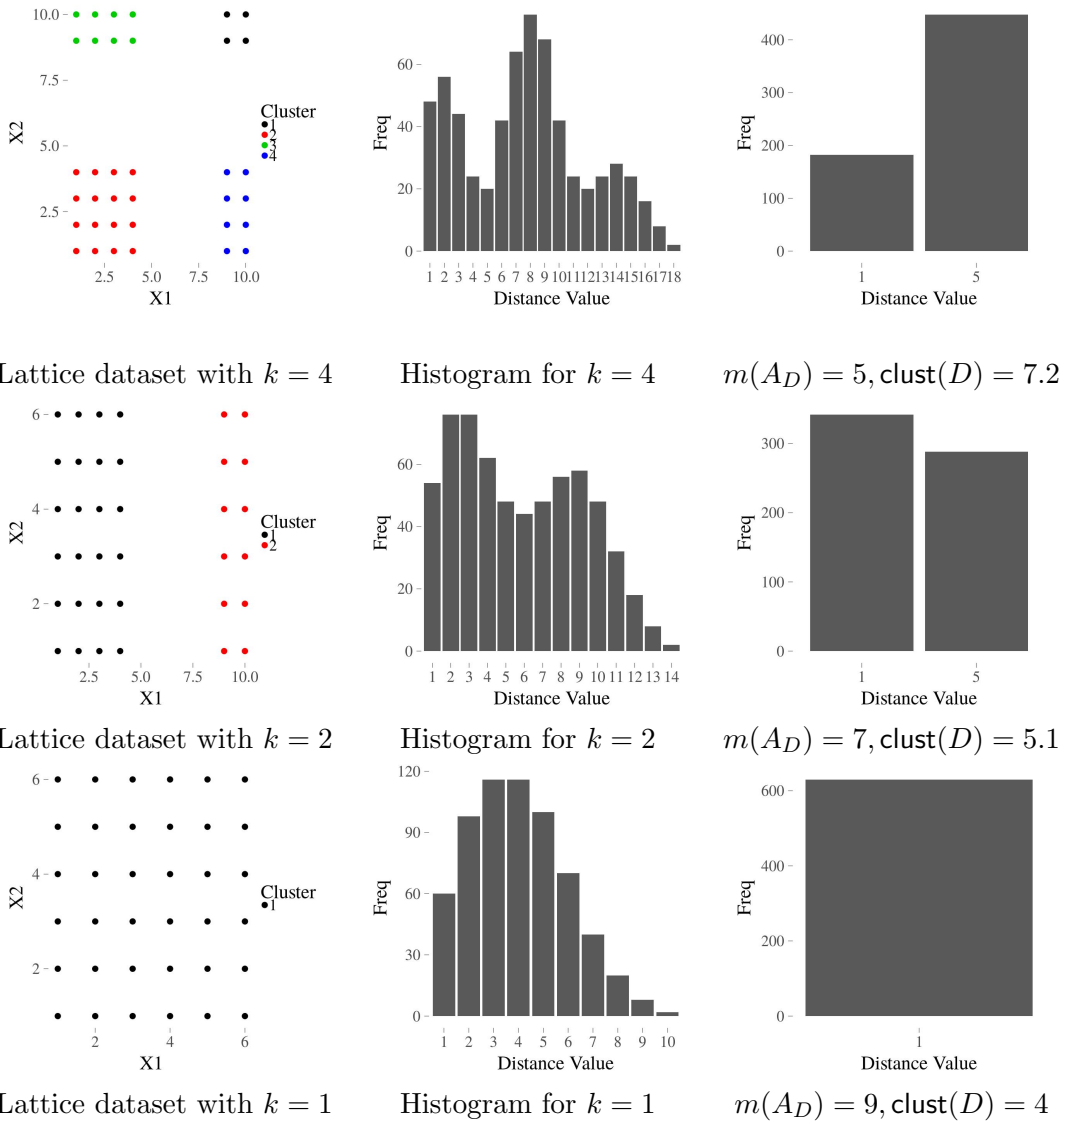 10.0
7.5
5.0
2.5
X2
2.5 5.0 7.5 10.0
X1
Cluster
1
2
3
4
60
40
20
0
Freq
1 2 3 4 5 6 7 8 9 10 11 12 13 14 15 16 17 18
Distance Value
400
300
200
100
0
Freq
1 5
Distance Value
Lattice dataset with k = 4
Histogram for k = 4
m(A_D) = 5, clust(D) = 7.2
6
4
2
X2
2.5 5.0 7.5 10.0
X1
Cluster
1
2
60
40
20
0
Freq
1 2 3 4 5 6 7 8 9 10 11 12 13 14
Distance Value
300
200
100
0
Freq
1 5
Distance Value
Lattice dataset with k = 2
Histogram for k = 2
m(A_D) = 7, clust(D) = 5.1
6
4
2
X2
2 4 6
X1
Cluster
1
120
90
60
30
0
Freq
1 2 3 4 5 6 7 8 9 10
Distance Value
600
400
200
0
Freq
1
Distance Value
Lattice dataset with k = 1
Histogram for k = 1
m(A_D) = 9, clust(D) = 4